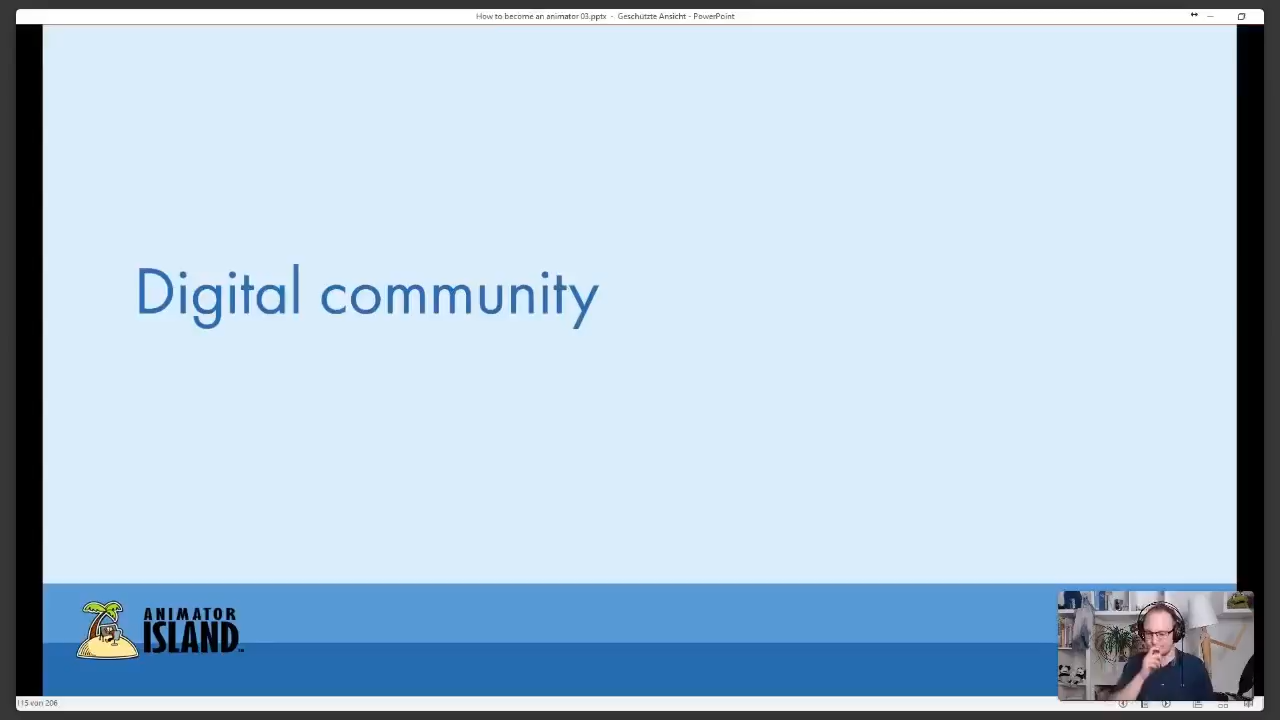 How to become an animator 03.pptx - Geschützte Ansicht - PowerPoint
Digital community
ANIMATOR
ISLAND
115 von 206